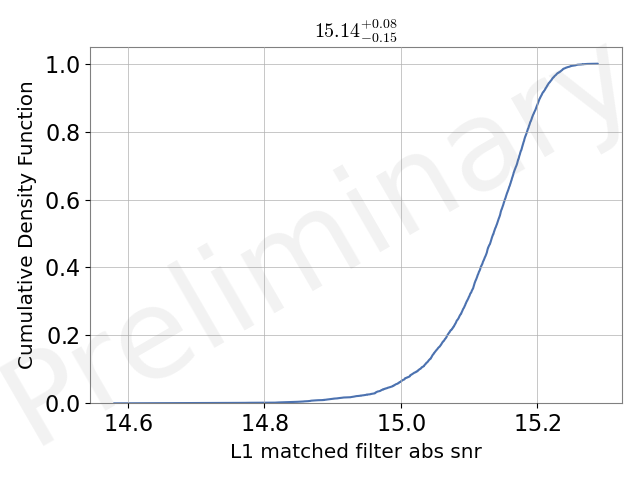 15.14 +0.08 −0.15
1.0
0.8
0.6
0.4
0.2
0.0
Cumulative Density Function
14.6 14.8 15.0 15.2
L1 matched filter abs snr
Preliminary